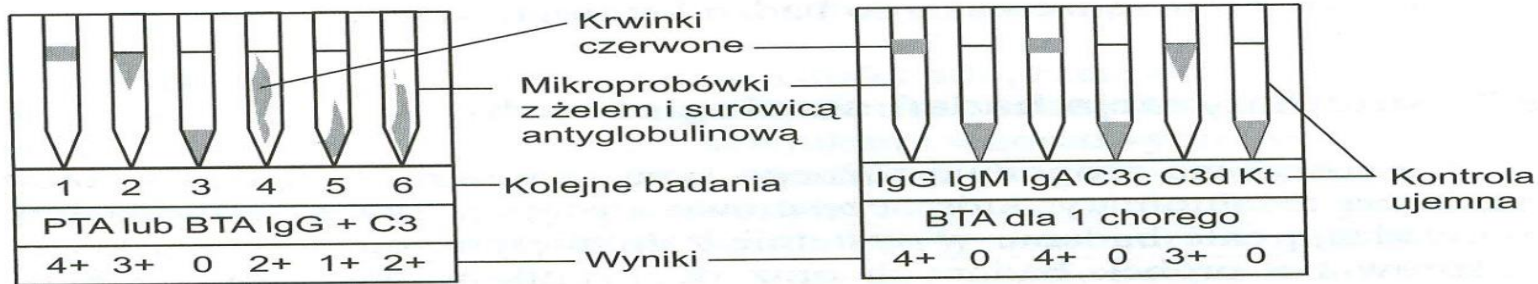 Krwinki
czerwone
Mikroprobówki
z żelem i surowicą
antyglobulinową
1 2 3 4 5 6
Kolejne badania
IgG IgM IgA C3c C3d Kt
Kontrola
ujemna
PTA lub BTA IgG + C3
BTA dla 1 chorego
4+ 3+ 0 2+ 1+ 2+
Wyniki
4+ 0 4+ 0 3+ 0